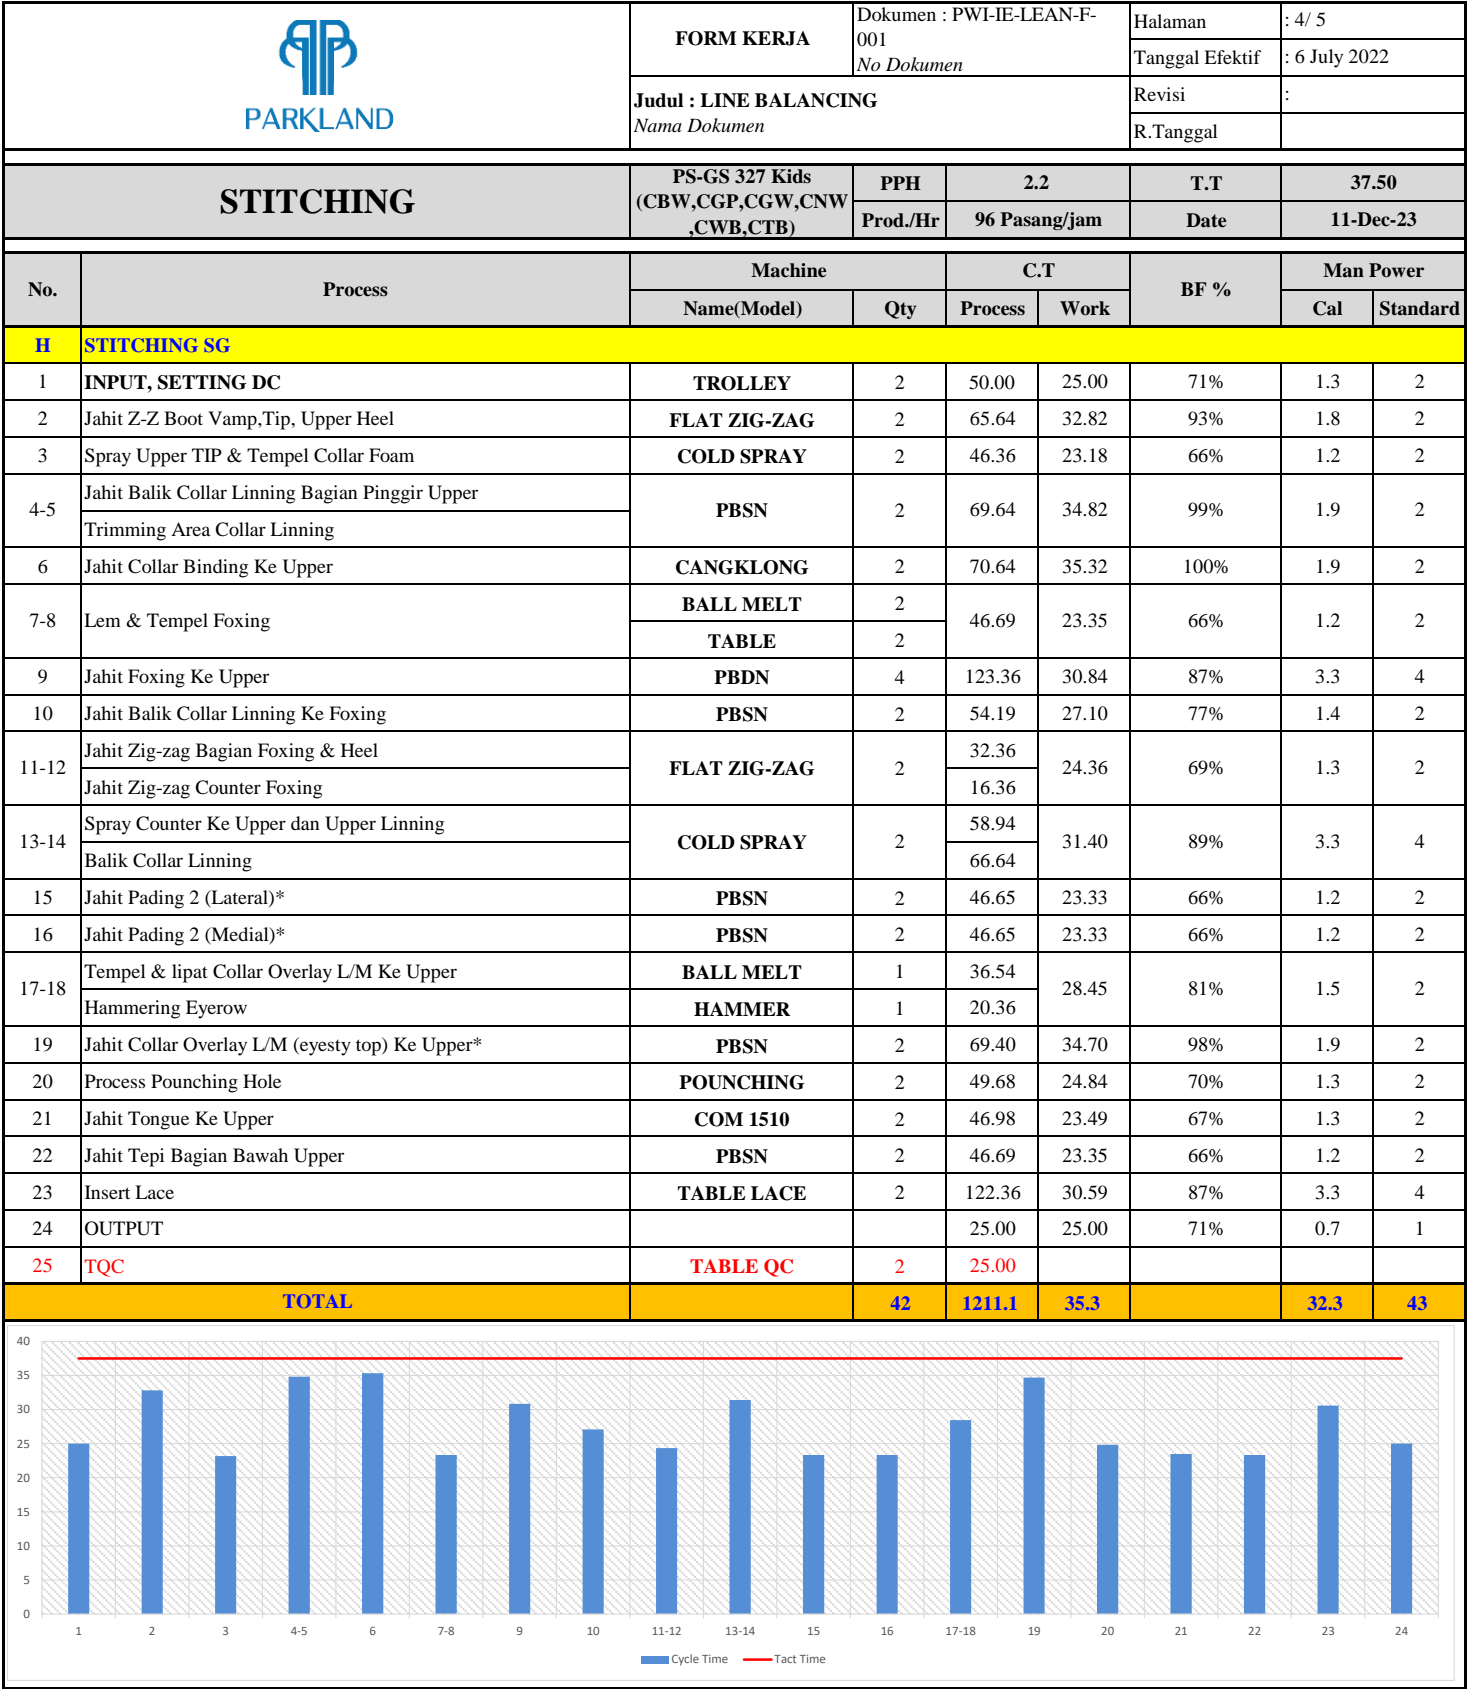 PARKLAND
FORM KERJA
Dokumen : PWI-IE-LEAN-F-
001
No Dokumen
Halaman : 4/ 5
Tanggal Efektif : 6 July 2022
Judul : LINE BALANCING
Nama Dokumen
Revisi :
R.Tanggal
STITCHING
PS-GS 327 Kids
(CBW,CGP,CGW,CNW
,CWB,CTB)
PPH 2.2 T.T 37.50
Prod./Hr 96 Pasang/jam Date 11-Dec-23
No. Process Machine C.T BF % Man Power
Name(Model) Qty Process Work Cal Standard
H STITCHING SG
1 INPUT, SETTING DC TROLLEY 2 50.00 25.00 71% 1.3 2
2 Jahit Z-Z Boot Vamp,Tip, Upper Heel FLAT ZIG-ZAG 2 65.64 32.82 93% 1.8 2
3 Spray Upper TIP & Tempel Collar Foam COLD SPRAY 2 46.36 23.18 66% 1.2 2
4-5 Jahit Balik Collar Linning Bagian Pinggir Upper PBSN 2 69.64 34.82 99% 1.9 2
Trimming Area Collar Linning
6 Jahit Collar Binding Ke Upper CANGKLONG 2 70.64 35.32 100% 1.9 2
7-8 Lem & Tempel Foxing BALL MELT 2 46.69 23.35 66% 1.2 2
TABLE 2
9 Jahit Foxing Ke Upper PBDN 4 123.36 30.84 87% 3.3 4
10 Jahit Balik Collar Linning Ke Foxing PBSN 2 54.19 27.10 77% 1.4 2
11-12 Jahit Zig-zag Bagian Foxing & Heel FLAT ZIG-ZAG 2 32.36 24.36 69% 1.3 2
Jahit Zig-zag Counter Foxing 16.36
13-14 Spray Counter Ke Upper dan Upper Linning COLD SPRAY 2 58.94 31.40 89% 3.3 4
Balik Collar Linning 66.64
15 Jahit Pading 2 (Lateral)* PBSN 2 46.65 23.33 66% 1.2 2
16 Jahit Pading 2 (Medial)* PBSN 2 46.65 23.33 66% 1.2 2
17-18 Tempel & lipat Collar Overlay L/M Ke Upper BALL MELT 1 36.54 28.45 81% 1.5 2
Hammering Eyerow HAMMER 1 20.36
19 Jahit Collar Overlay L/M (eyesty top) Ke Upper* PBSN 2 69.40 34.70 98% 1.9 2
20 Process Pounching Hole POUNCHING 2 49.68 24.84 70% 1.3 2
21 Jahit Tongue Ke Upper COM 1510 2 46.98 23.49 67% 1.3 2
22 Jahit Tepi Bagian Bawah Upper PBSN 2 46.69 23.35 66% 1.2 2
23 Insert Lace TABLE LACE 2 122.36 30.59 87% 3.3 4
24 OUTPUT 25.00 25.00 71% 0.7 1
25 TQC TABLE QC 2 25.00
TOTAL 42 1211.1 35.3 32.3 43
40
35
30
25
20
15
10
5
0
1 2 3 4-5 6 7-8 9 10 11-12 13-14 15 16 17-18 19 20 21 22 23 24
Cycle Time Tact Time